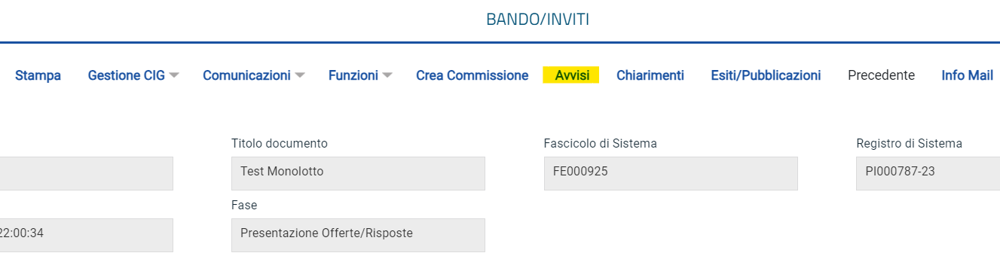 BANDO/INVITI
Stampa Gestione CIG Comunicazioni Funzioni Crea Commissione Avvisi Chiarimenti Esiti/Pubblicazioni Precedente Info Mail
Titolo documento Fascicolo di Sistema Registro di Sistema
Test Monolotto FE000925 PI000787-23
Fase
22:00:34 Presentazione Offerte/Risposte